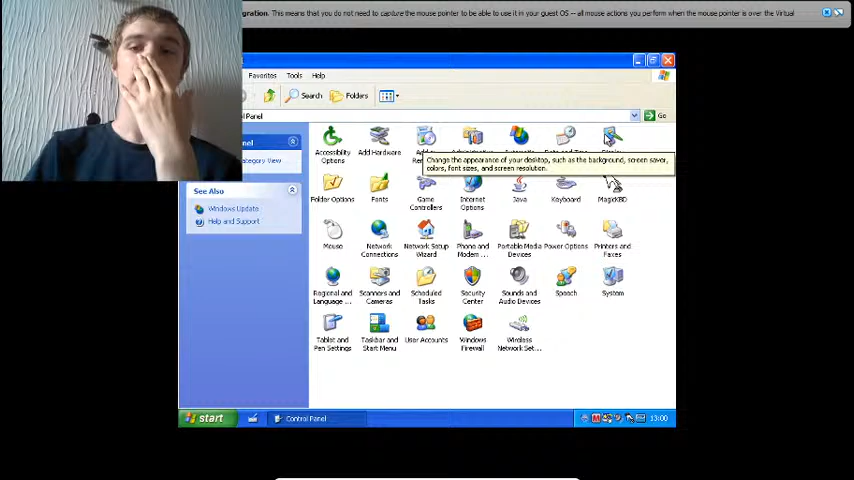 gration. This means that you do not need to capture the mouse pointer to be able to use it in your guest OS -- all mouse actions you perform when the mouse pointer is over the Virtual
Favorites Tools Help
Search Folders
Panel
Go
Accessibility Options
Add Hardware
Change the appearance of your desktop, such as the background, screen saver,
colors, font sizes, and screen resolution.
View
See Also
Windows Update
Help and Support
Folder Options
Fonts
Game Controllers
Internet Options
Java
Keyboard
MagicKBD
Mouse
Network Connections
Network Setup Wizard
Phone and Modem ...
Portable Media Devices
Power Options
Printers and Faxes
Regional and Language ...
Scanners and Cameras
Scheduled Tasks
Security Center
Sounds and Audio Devices
Speech
System
Tablet and Pen Settings
Taskbar and Start Menu
User Accounts
Windows Firewall
Wireless Network Set...
start Control Panel 13:00